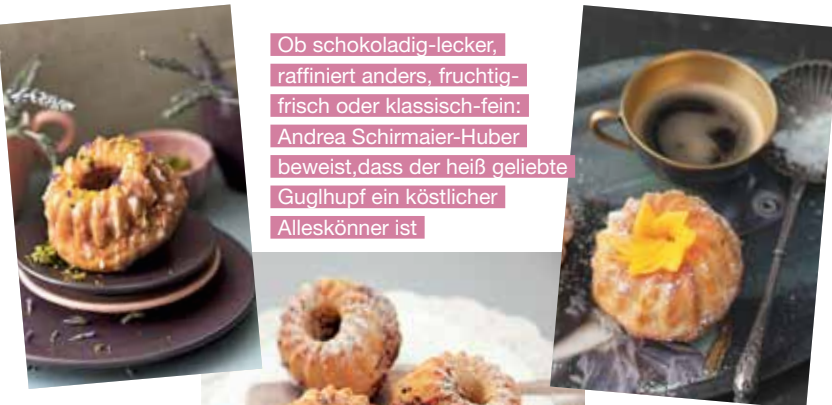 Ob schokoladig-lecker,
raffiniert anders, fruchtig-
frisch oder klassisch-fein:
Andrea Schirmaier-Huber
beweist,dass der heiß geliebte
Guglhupf ein köstlicher
Alleskönner ist